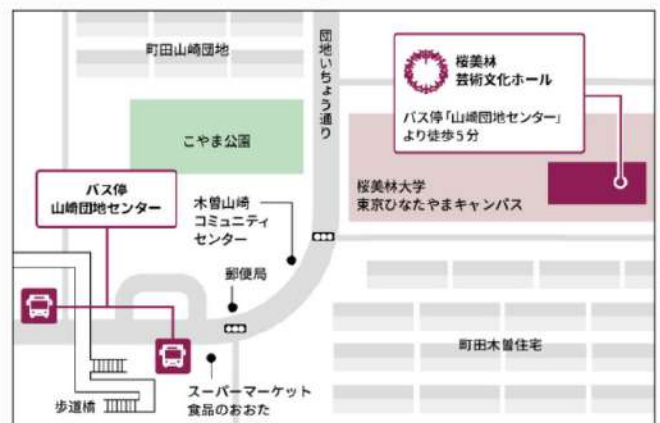 町田山崎団地
団地いちょう通り
桜美林
芸術文化ホール
バス停「山崎団地センター」
より徒歩5分
こやま公園
桜美林大学
東京ひなたやまキャンパス
バス停
山崎団地センター
木曽山崎
コミュニティ
センター
郵便局
町田木曽住宅
スーパーマーケット
食品のおおた
歩道橋